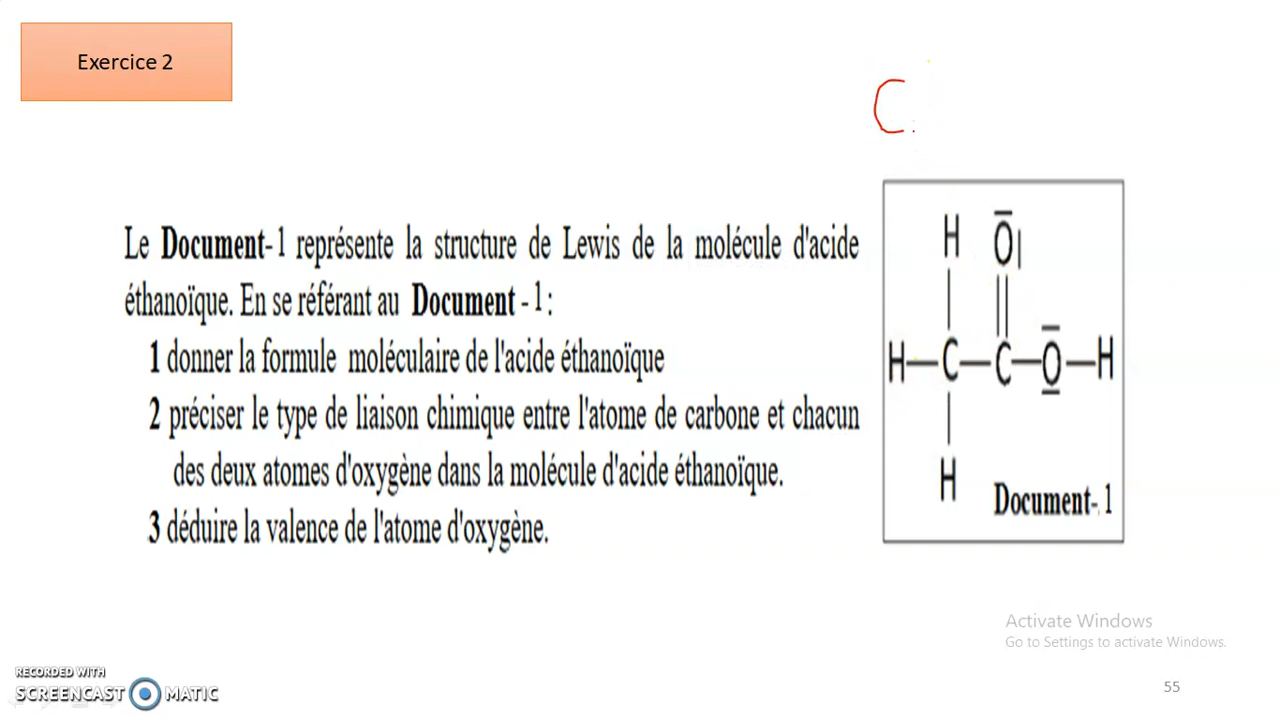 Exercice 2
C
Le Document-1 représente la structure de Lewis de la molécule d'acide
éthanoïque. En se référant au Document -1 :
1 donner la formule moléculaire de l'acide éthanoïque
2 préciser le type de liaison chimique entre l'atome de carbone et chacun
des deux atomes d'oxygène dans la molécule d'acide éthanoïque.
3 déduire la valence de l'atome d'oxygène.
H O
H C C O H
H
Document-1
Activate Windows
Go to Settings to activate Windows.
RECORDED WITH
SCREENCAST MATIC
55